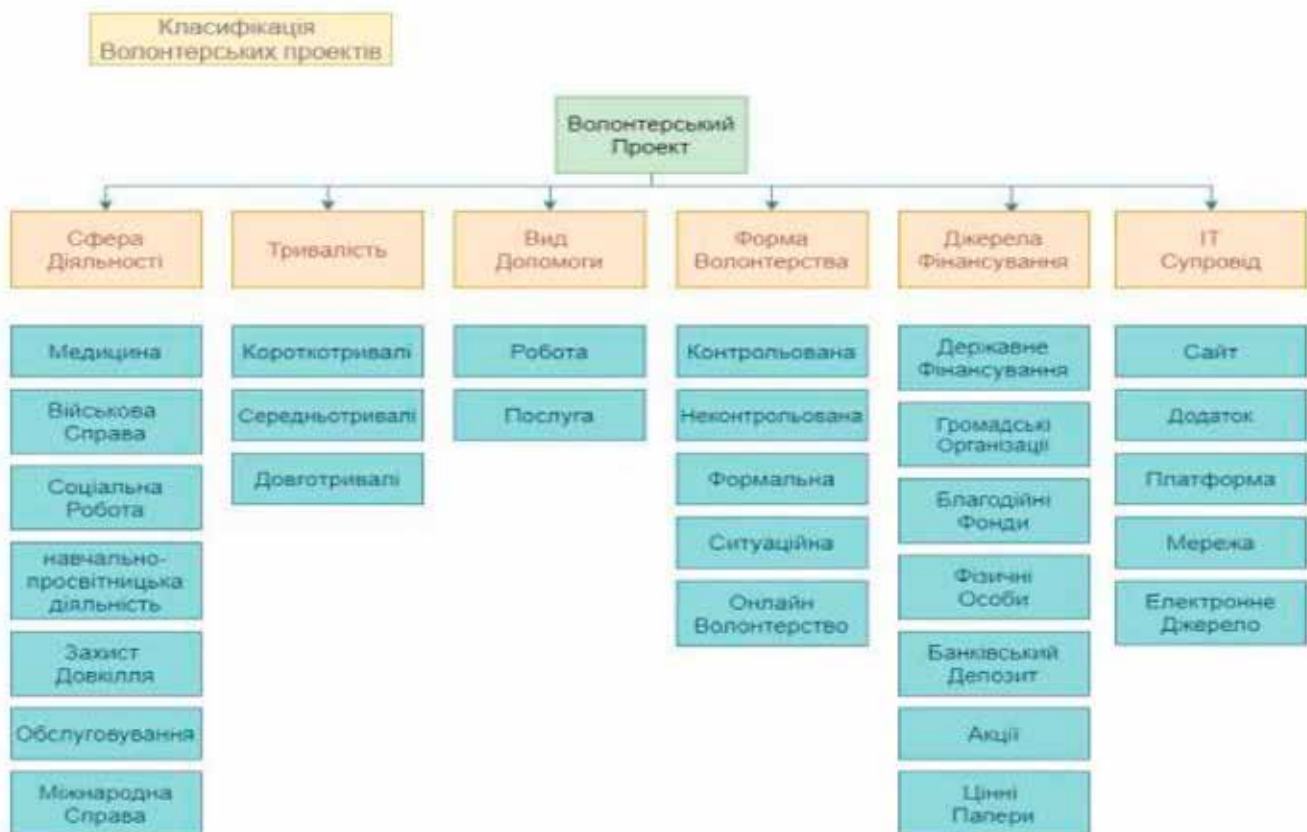 Класифікація
Волонтерських проектів
Волонтерський
Проект
Сфера
Діяльності
Тривалість
Вид
Допомоги
Форма
Волонтерства
Джерела
Фінансування
ІТ
Супровід
Медицина
Військова
Справа
Соціальна
Робота
навчально-
просвітницька
діяльність
Захист
Довкілля
Обслуговування
Міжнародна
Справа
Короткотривалі
Середньотривалі
Довготривалі
Робота
Послуга
Контрольована
Неконтрольована
Формальна
Ситуаційна
Онлайн
Волонтерство
Державне
Фінансування
Громадські
Організації
Благодійні
Фонди
Фізичні
Особи
Банківський
Депозит
Акції
Цінні
Папери
Сайт
Додаток
Платформа
Мережа
Електронне
Джерело